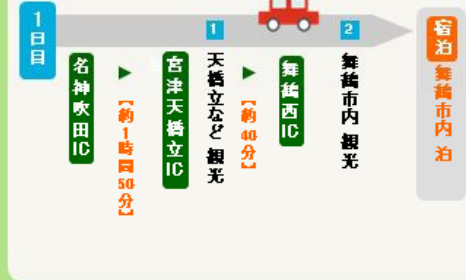 1日目
名神吹田IC
【約1時間50分】
宮津天橋立IC
1
天橋立など 観光
【約40分】
舞鶴西IC
2
舞鶴市内 観光
宿泊
舞鶴市内 泊